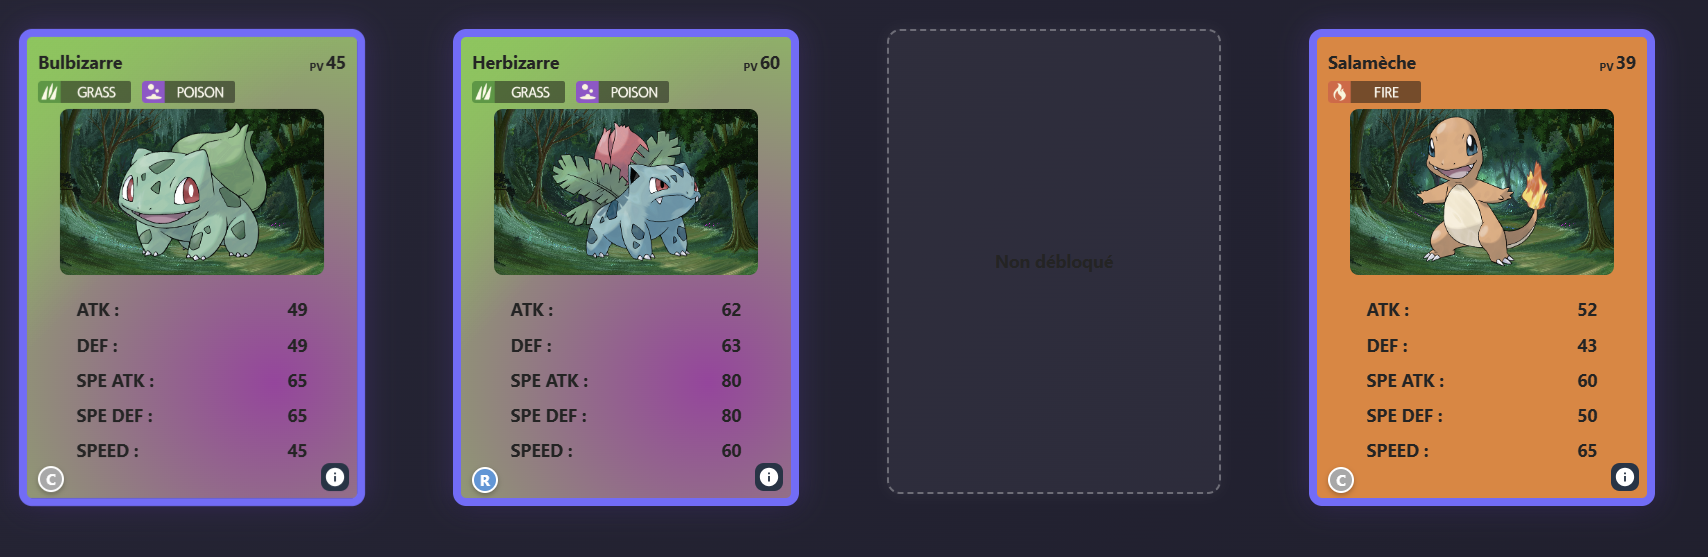 Bulbizarre PV 45
GRASS POISON
ATK : 49
DEF : 49
SPE ATK : 65
SPE DEF : 65
SPEED : 45
C i
Herbizarre PV 60
GRASS POISON
ATK : 62
DEF : 63
SPE ATK : 80
SPE DEF : 80
SPEED : 60
R i
Non débloqué
Salamèche PV 39
FIRE
ATK : 52
DEF : 43
SPE ATK : 60
SPE DEF : 50
SPEED : 65
C i